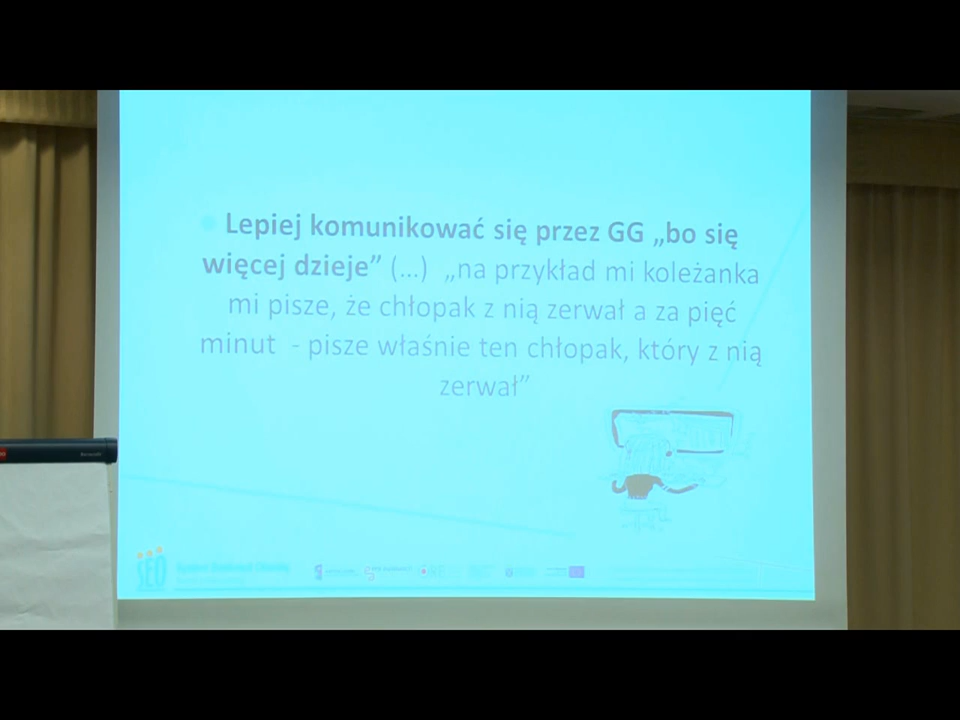 Lepiej komunikować się przez GG „bo się
więcej dzieje” (...) „na przykład mi koleżanka
mi pisze, że chłopak z nią zerwał a za pięć
minut - pisze właśnie ten chłopak, który z nią
zerwał”
SEO